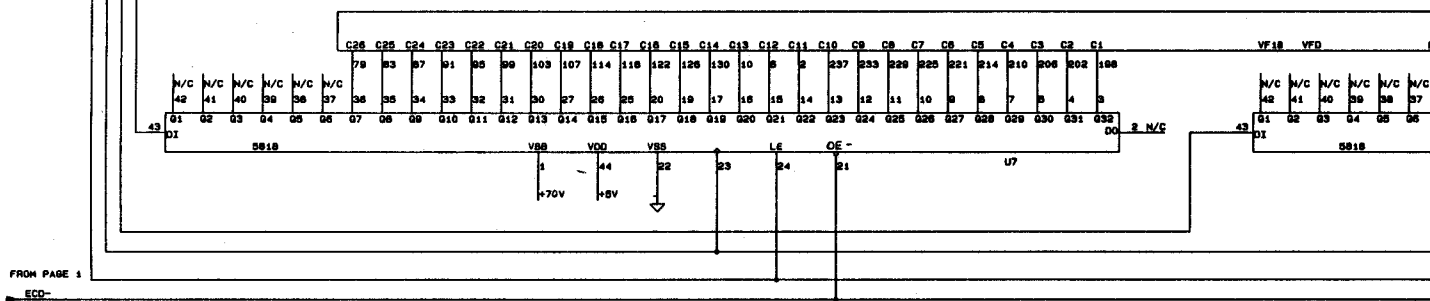 C26 C25 C24 C23 C22 C21 C20 C19 C18 C17 C16 C15 C14 C13 C12 C11 C10 C9 C8 C7 C6 C5 C4 C3 C2 C1 VF18 VFD
79 83 87 91 95 99 103 107 114 118 122 126 130 10 6 2 237 233 229 225 221 214 210 206 202 198
N/C N/C N/C N/C N/C N/C N/C N/C N/C N/C N/C N/C
42 41 40 39 38 37 36 35 34 33 32 31 30 27 26 25 20 19 17 16 15 14 13 12 11 10 9 8 7 5 4 3 42 41 40 39 38 37
Q1 Q2 Q3 Q4 Q5 Q6 Q7 Q8 Q9 Q10 Q11 Q12 Q13 Q14 Q15 Q16 Q17 Q18 Q19 Q20 Q21 Q22 Q23 Q24 Q25 Q26 Q27 Q28 Q29 Q30 Q31 Q32 Q1 Q2 Q3 Q4 Q5 Q6
43 DI DO 2 N/C 43 DI
5818 VBB VDD VSS LE OE- 5818
1 44 22 23 24 21 U7
+70V +5V
FROM PAGE 1
ECD-